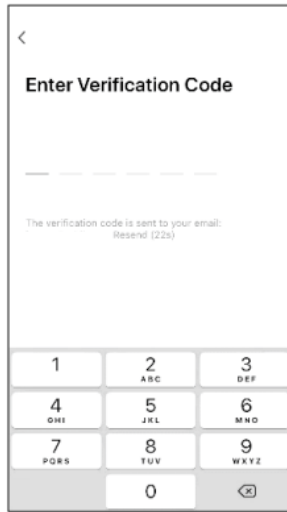 Enter Verification Code
The verification code is sent to your email:
Resend (22s)
1 2 3
ABC DEF
4 5 6
GHI JKL MNO
7 8 9
PQRS TUV WXYZ
0